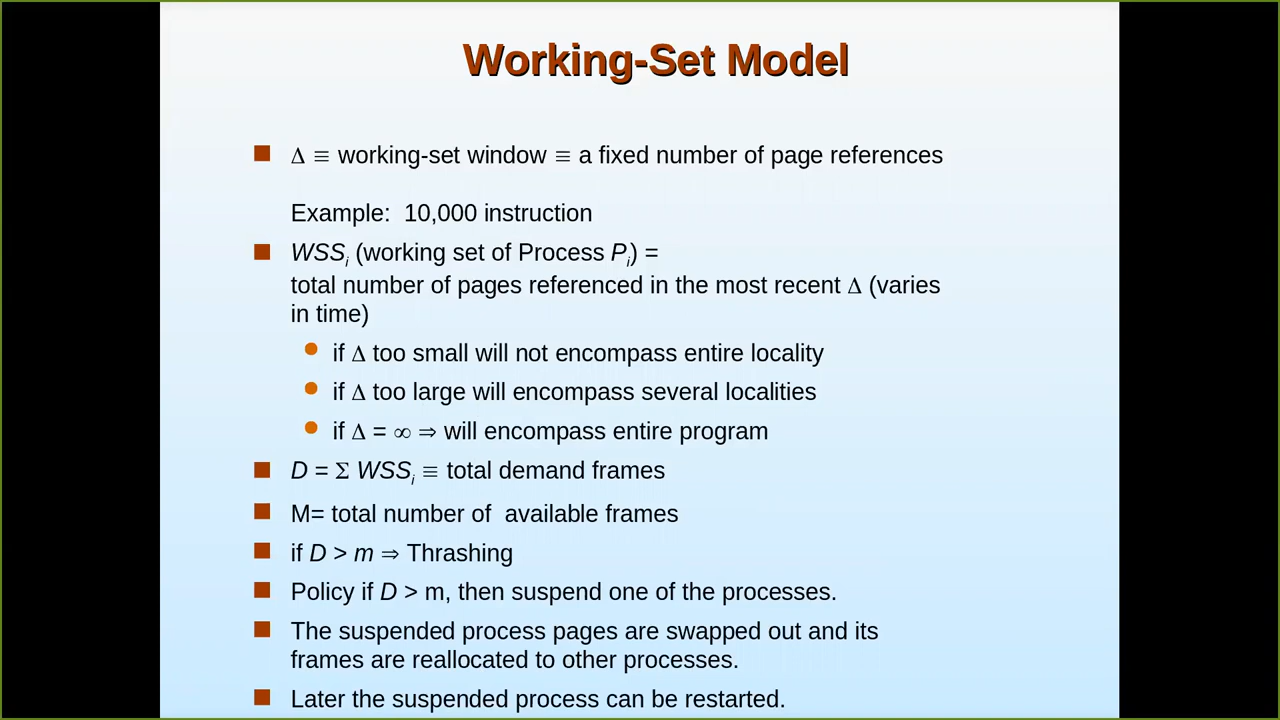 Working-Set Model
Δ ≡ working-set window ≡ a fixed number of page references
Example:  10,000 instruction
WSSi (working set of Process Pi) =
total number of pages referenced in the most recent Δ (varies
in time)
if Δ too small will not encompass entire locality
if Δ too large will encompass several localities
if Δ = ∞ ⇒ will encompass entire program
D = Σ WSSi ≡ total demand frames
M= total number of  available frames
if D > m ⇒ Thrashing
Policy if D > m, then suspend one of the processes.
The suspended process pages are swapped out and its
frames are reallocated to other processes.
Later the suspended process can be restarted.